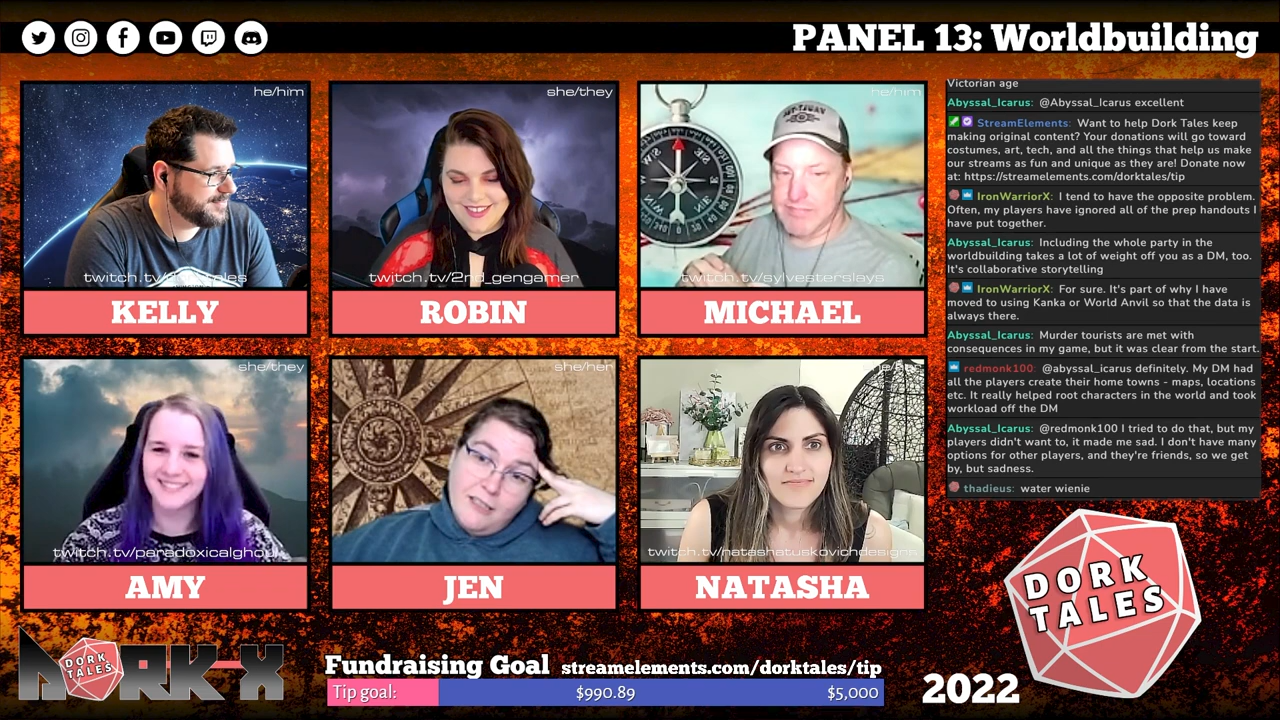 PANEL 13: Worldbuilding
he/him
twitch.tv/dorktales
KELLY
she/they
twitch.tv/2nd_gengamer
ROBIN
he/him
twitch.tv/sylvesterslays
MICHAEL
she/they
twitch.tv/paradoxicalghoul
AMY
she/her
JEN
twitch.tv/natashatuskovichdesigns
NATASHA
Victorian age
Abyssal_Icarus: @Abyssal_Icarus excellent
StreamElements: Want to help Dork Tales keep
making original content? Your donations will go toward
costumes, art, tech, and all the things that help us make
our streams as fun and unique as they are! Donate now
at: https://streamelements.com/dorktales/tip
IronWarriorX: I tend to have the opposite problem.
Often, my players have ignored all of the prep handouts I
have put together.
Abyssal_Icarus: Including the whole party in the
worldbuilding takes a lot of weight off you as a DM, too.
It's collaborative storytelling
IronWarriorX: For sure. It's part of why I have
moved to using Kanka or World Anvil so that the data is
always there.
Abyssal_Icarus: Murder tourists are met with
consequences in my game, but it was clear from the start.
redmonk100: @abyssal_icarus definitely. My DM had
all the players create their home towns - maps, locations
etc. It really helped root characters in the world and took
workload off the DM
Abyssal_Icarus: @redmonk100 I tried to do that, but my
players didn't want to, it made me sad. I don't have many
options for other players, and they're friends, so we get
by, but sadness.
thadieus: water wienie
DORK
TALES
DORK-X
DORK
TALES
Fundraising Goal streamelements.com/dorktales/tip
Tip goal: $990.89 $5,000
2022